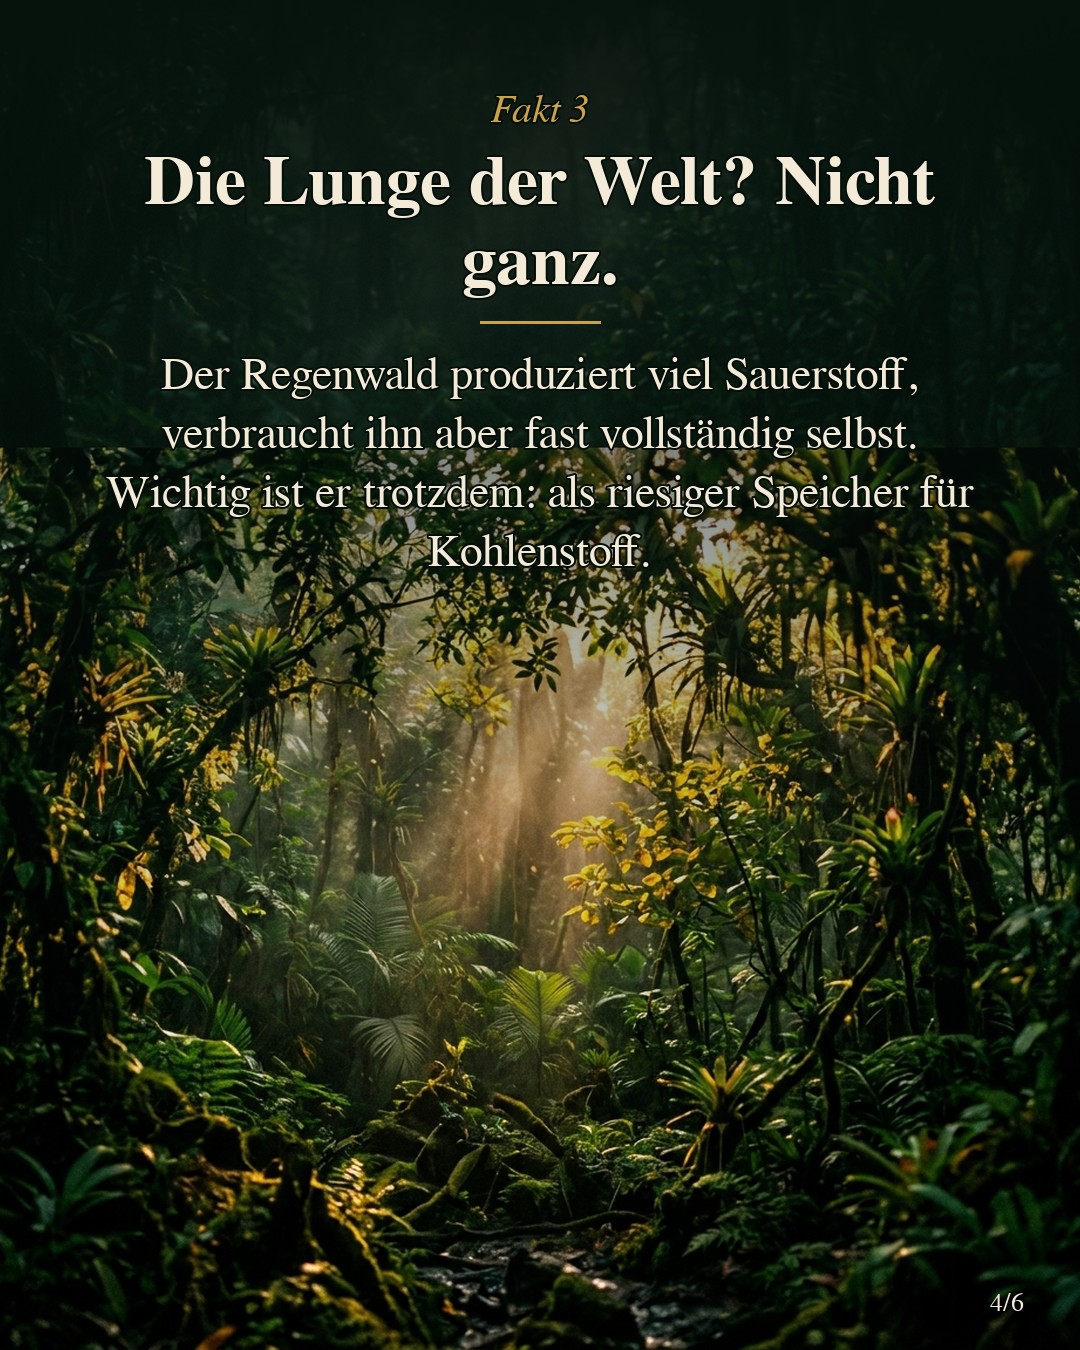 Fakt 3
Die Lunge der Welt? Nicht
ganz.
Der Regenwald produziert viel Sauerstoff,
verbraucht ihn aber fast vollständig selbst.
Wichtig ist er trotzdem: als riesiger Speicher für
Kohlenstoff.
4/6